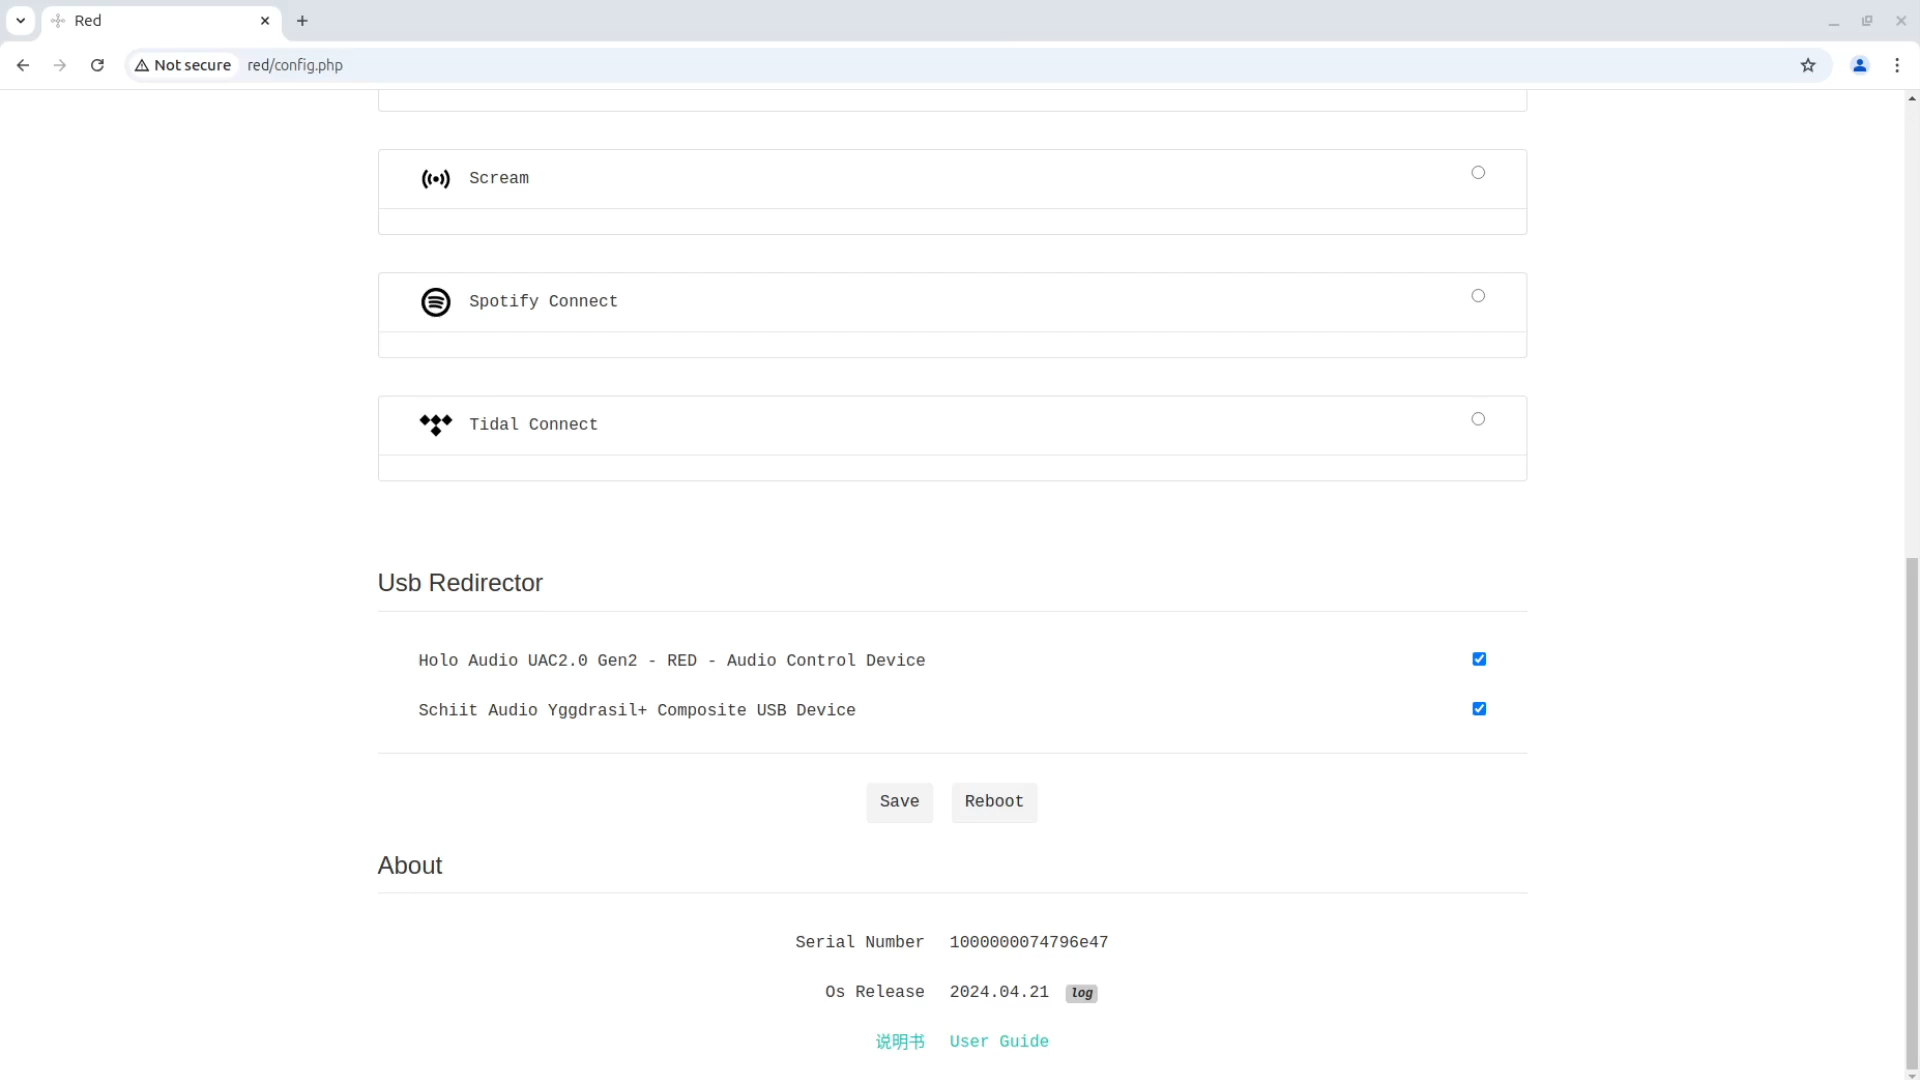 Red
Not secure red/config.php
Scream
Spotify Connect
Tidal Connect
Usb Redirector
Holo Audio UAC2.0 Gen2 - RED - Audio Control Device
Schiit Audio Yggdrasil+ Composite USB Device
Save Reboot
About
Serial Number 1000000074796e47
Os Release 2024.04.21 log
说明书 User Guide